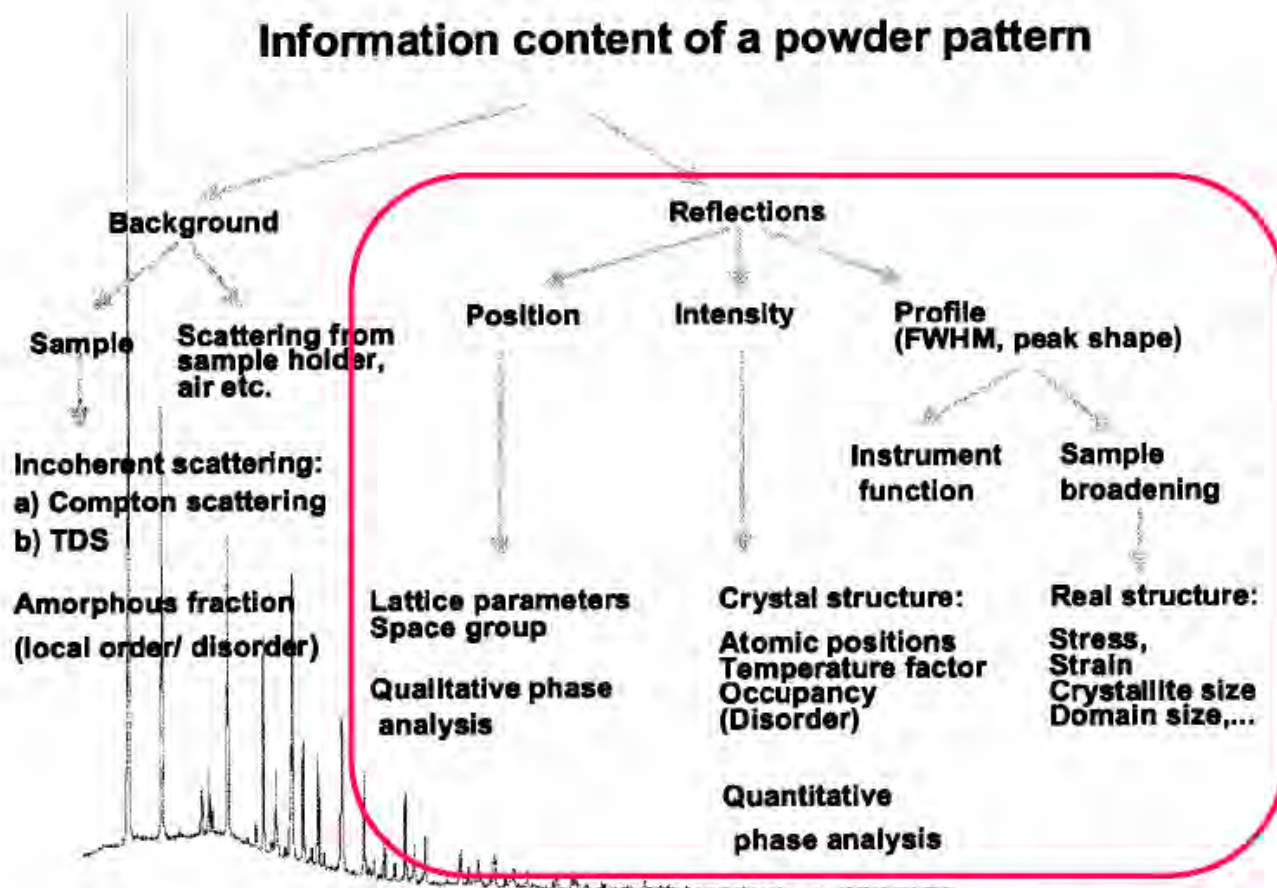 Information content of a powder pattern
Background
Sample
Scattering from
sample holder,
air etc.
Incoherent scattering:
a) Compton scattering
b) TDS
Amorphous fraction
(local order/ disorder)
Reflections
Position
Lattice parameters
Space group
Qualitative phase
analysis
Intensity
Crystal structure:
Atomic positions
Temperature factor
Occupancy
(Disorder)
Quantitative
phase analysis
Profile
(FWHM, peak shape)
Instrument
function
Sample
broadening
Real structure:
Stress,
Strain
Crystallite size
Domain size,...